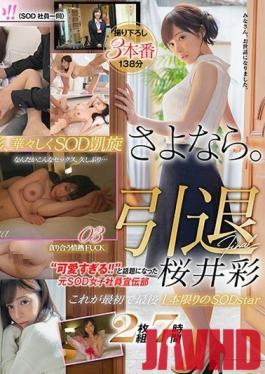 (SOD 社員一同)
撮り下ろし
3本番
138分
みなさん、お世話になりました。
華々しくSOD凱旋
なんだかこんなセックス、久しぶり…
さよなら。
引退
Final
03
貪り合う情熱FUCK
"可愛すぎる!!"と話題になった
元SOD女子社員宣伝部
桜井彩
これが最初で最後1本限りのSODstar
2枚組
7時間
R